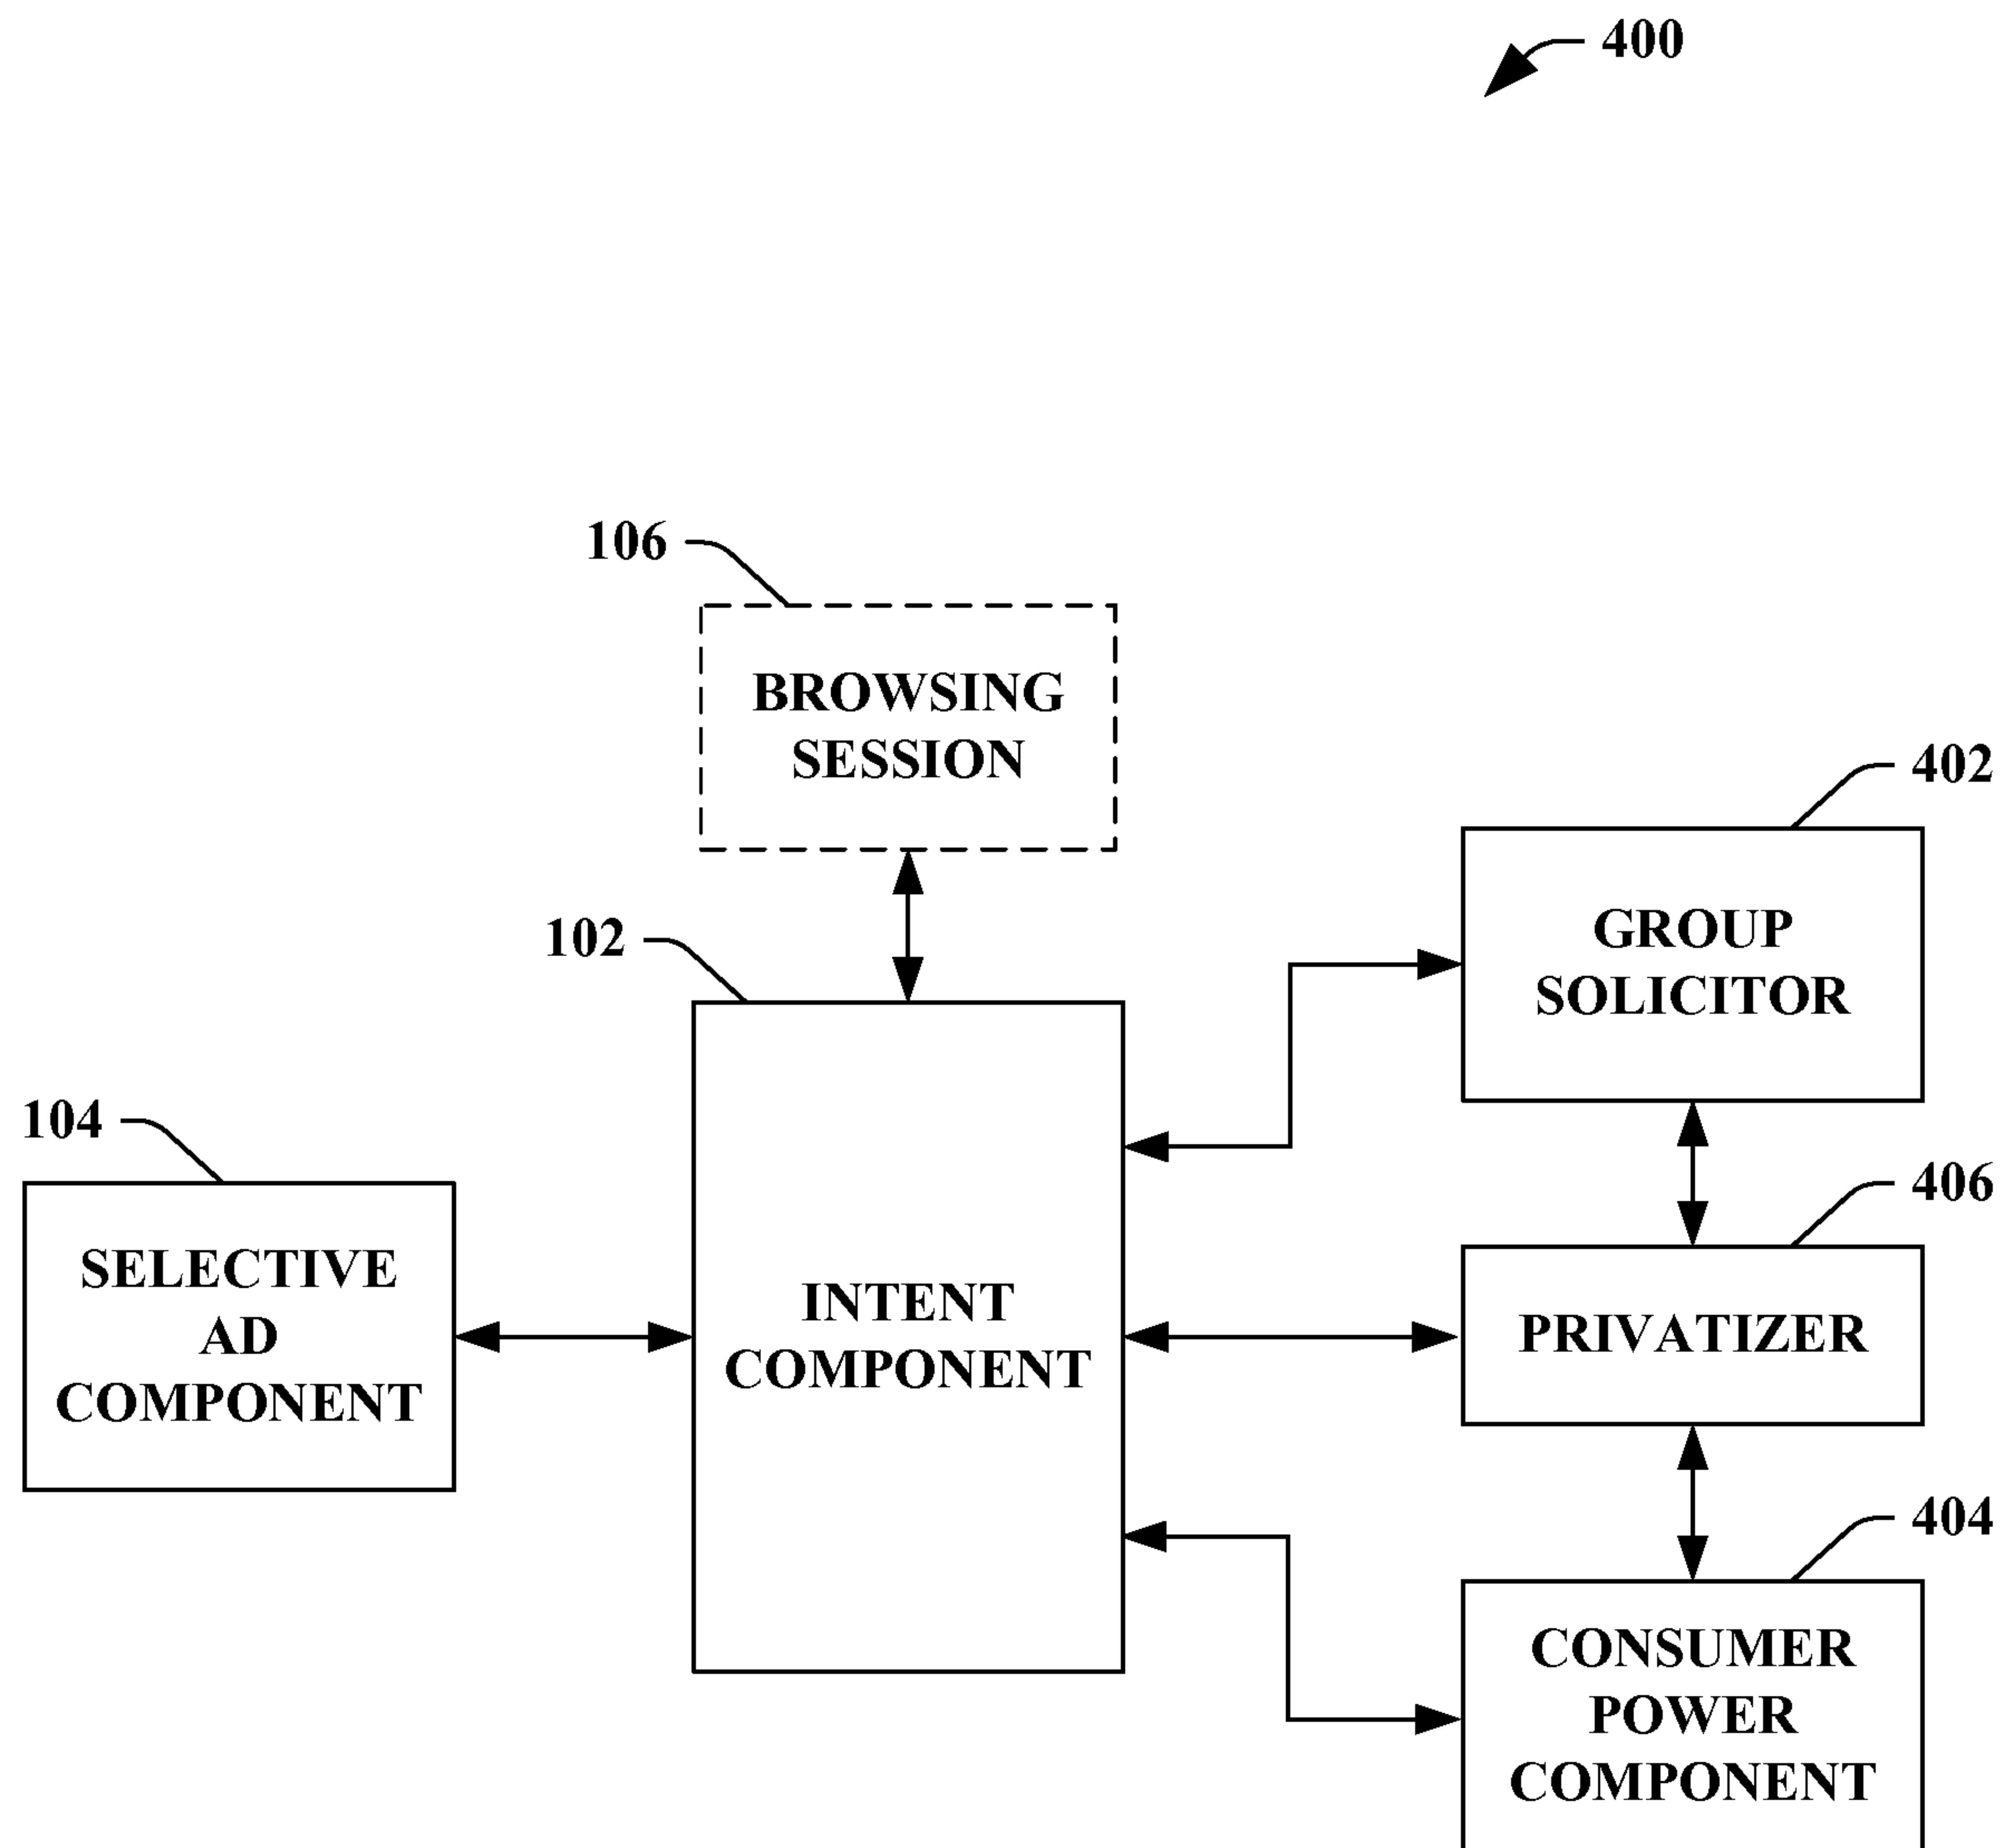 400
106
BROWSING
SESSION
402
GROUP
SOLICITOR
102
INTENT
COMPONENT
104
SELECTIVE
AD
COMPONENT
406
PRIVATIZER
404
CONSUMER
POWER
COMPONENT